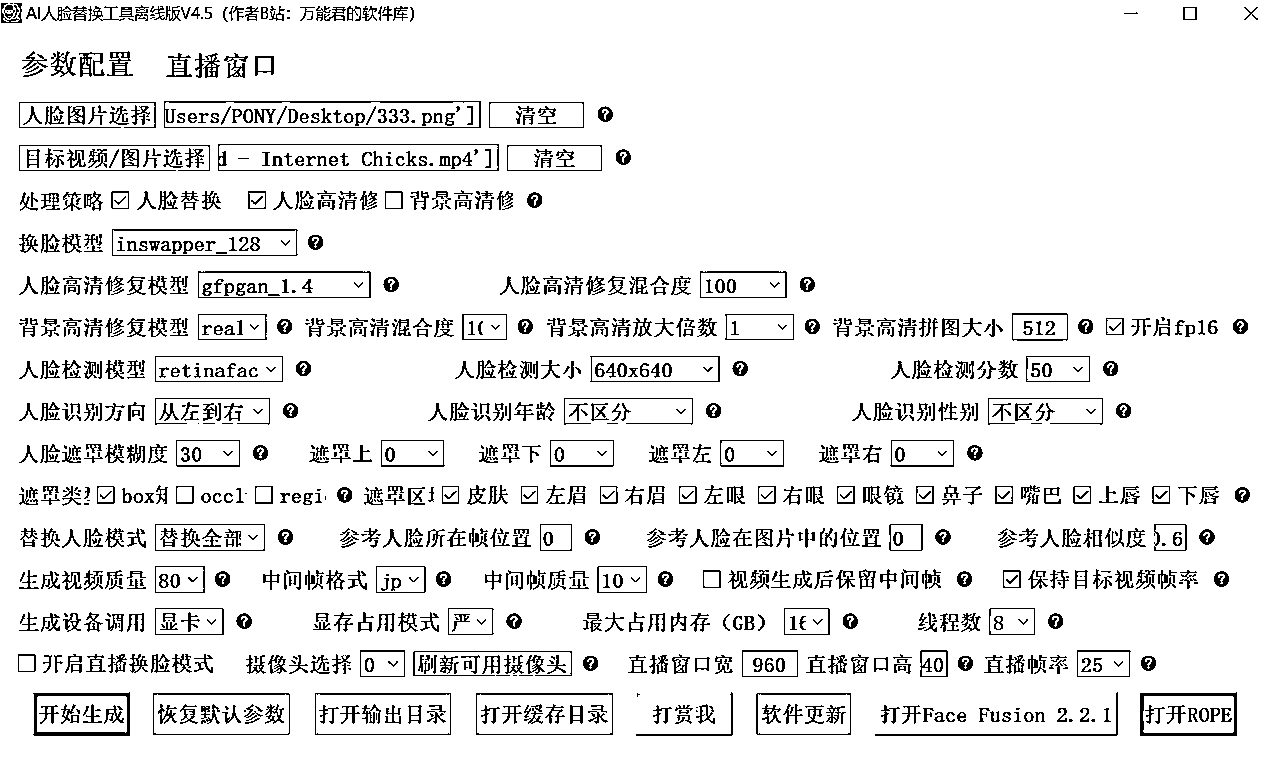 AI人脸替换工具离线版V4.5（作者B站：万能君的软件库）
参数配置 直播窗口
人脸图片选择 Users/PONY/Desktop/333.png'] 清空
目标视频/图片选择 d - Internet Chicks.mp4'] 清空
处理策略 人脸替换 人脸高清修 背景高清修
换脸模型 inswapper_128
人脸高清修复模型 gfpgan_1.4 人脸高清修复混合度 100
背景高清修复模型 real 背景高清混合度 10 背景高清放大倍数 1 背景高清拼图大小 512 开启fp16
人脸检测模型 retinafac 人脸检测大小 640x640 人脸检测分数 50
人脸识别方向 从左到右 人脸识别年龄 不区分 人脸识别性别 不区分
人脸遮罩模糊度 30 遮罩上 0 遮罩下 0 遮罩左 0 遮罩右 0
遮罩类型 box矩 occl regi 遮罩区域 皮肤 左眉 右眉 左眼 右眼 眼镜 鼻子 嘴巴 上唇 下唇
替换人脸模式 替换全部 参考人脸所在帧位置 0 参考人脸在图片中的位置 0 参考人脸相似度 0.6
生成视频质量 80 中间帧格式 jp 中间帧质量 10 视频生成后保留中间帧 保持目标视频帧率
生成设备调用 显卡 显存占用模式 严 最大占用内存（GB） 16 线程数 8
开启直播换脸模式 摄像头选择 0 刷新可用摄像头 直播窗口宽 960 直播窗口高 40 直播帧率 25
开始生成 恢复默认参数 打开输出目录 打开缓存目录 打赏我 软件更新 打开Face Fusion 2.2.1 打开ROPE